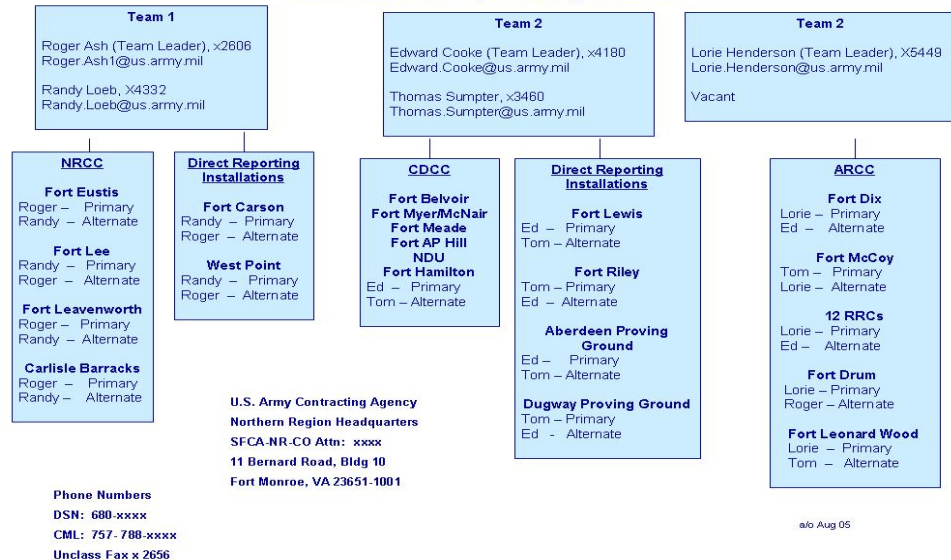 Team 1
Roger Ash (Team Leader), x2606
Roger.Ash1@us.army.mil
Randy Loeb, X4332
Randy.Loeb@us.army.mil
Team 2
Edward Cooke (Team Leader), x4180
Edward.Cooke@us.army.mil
Thomas Sumpter, x3460
Thomas.Sumpter@us.army.mil
Team 2
Lorie Henderson (Team Leader), X5449
Lorie.Henderson@us.army.mil
Vacant
NRCC
Fort Eustis
Roger – Primary
Randy – Alternate
Fort Lee
Randy – Primary
Roger – Alternate
Fort Leavenworth
Roger – Primary
Randy – Alternate
Carlisle Barracks
Roger – Primary
Randy – Alternate
Direct Reporting
Installations
Fort Carson
Randy – Primary
Roger – Alternate
West Point
Randy – Primary
Roger – Alternate
CDCC
Fort Belvoir
Fort Myer/McNair
Fort Meade
Fort AP Hill
NDU
Fort Hamilton
Ed – Primary
Tom – Alternate
Direct Reporting
Installations
Fort Lewis
Ed – Primary
Tom – Alternate
Fort Riley
Tom – Primary
Ed – Alternate
Aberdeen Proving
Ground
Ed – Primary
Tom – Alternate
Dugway Proving Ground
Tom – Primary
Ed - Alternate
ARCC
Fort Dix
Lorie – Primary
Ed – Alternate
Fort McCoy
Tom – Primary
Lorie – Alternate
12 RRCs
Lorie – Primary
Ed – Alternate
Fort Drum
Lorie – Primary
Roger – Alternate
Fort Leonard Wood
Lorie – Primary
Tom – Alternate
U.S. Army Contracting Agency
Northern Region Headquarters
SFCA-NR-CO Attn: xxxx
11 Bernard Road, Bldg 10
Fort Monroe, VA 23651-1001
Phone Numbers
DSN: 680-xxxx
CML: 757- 788-xxxx
Unclass Fax x 2656
a/o Aug 05